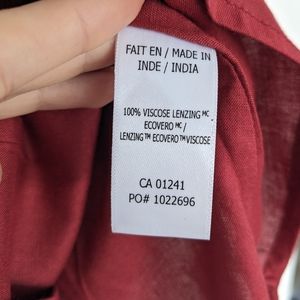 FAIT EN / MADE IN
INDE / INDIA
100% VISCOSE LENZING MC
ECOVERO MC /
LENZING™ ECOVERO™VISCOSE
CA 01241
PO# 1022696